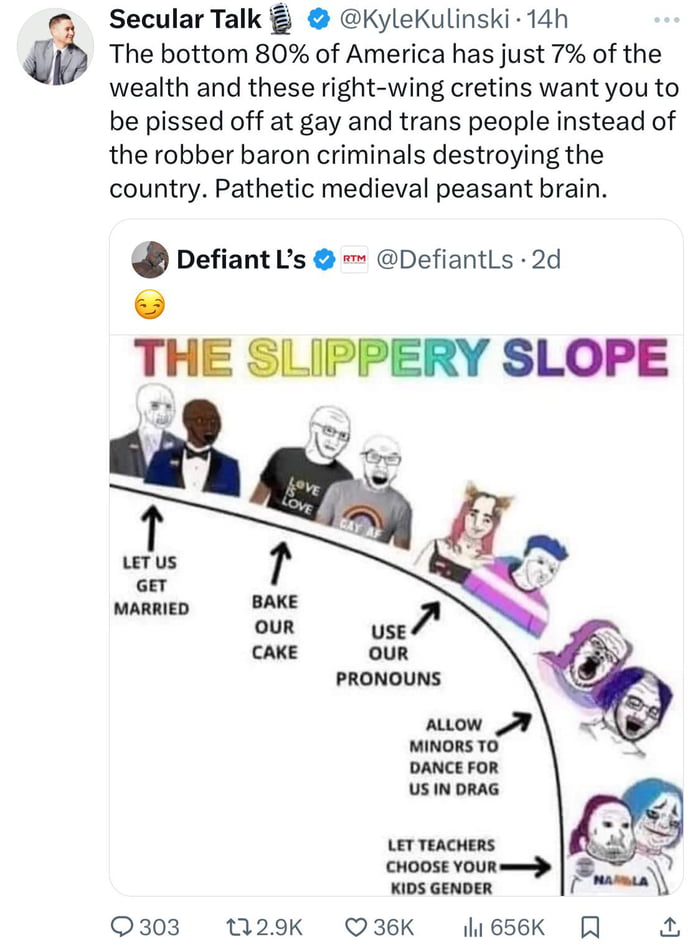 Secular Talk @KyleKulinski · 14h
The bottom 80% of America has just 7% of the
wealth and these right-wing cretins want you to
be pissed off at gay and trans people instead of
the robber baron criminals destroying the
country. Pathetic medieval peasant brain.
Defiant L's RTM @DefiantLs · 2d
THE SLIPPERY SLOPE
LOVE
IS
LOVE
GAY AF
LET US
GET
MARRIED
BAKE
OUR
CAKE
USE
OUR
PRONOUNS
ALLOW
MINORS TO
DANCE FOR
US IN DRAG
LET TEACHERS
CHOOSE YOUR
KIDS GENDER
NAMBLA
303 2.9K 36K 656K